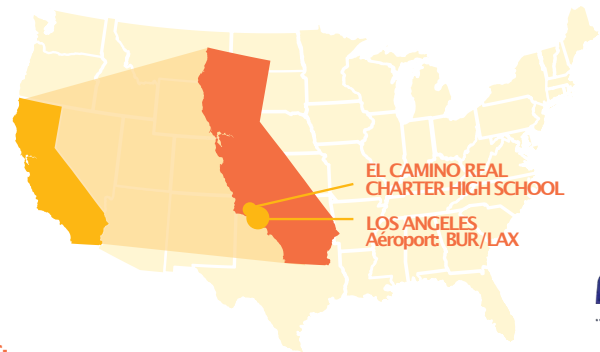 EL CAMINO REAL
CHARTER HIGH SCHOOL
LOS ANGELES
Aéroport: BUR/LAX